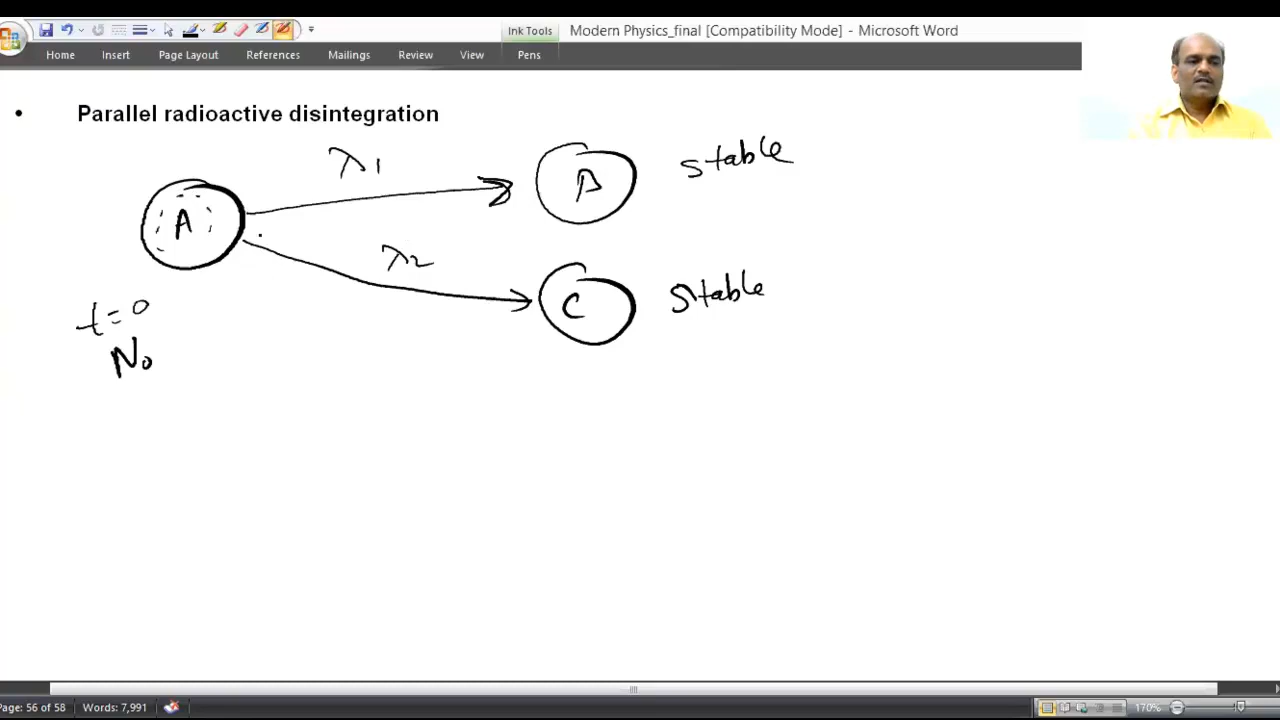 Ink Tools
Modern Physics_final [Compatibility Mode] - Microsoft Word
Home Insert Page Layout References Mailings Review View Pens
• Parallel radioactive disintegration
λ1
stable
B
A
λ2
stable
C
t=0
N0
Page: 56 of 58 Words: 7,991 170%